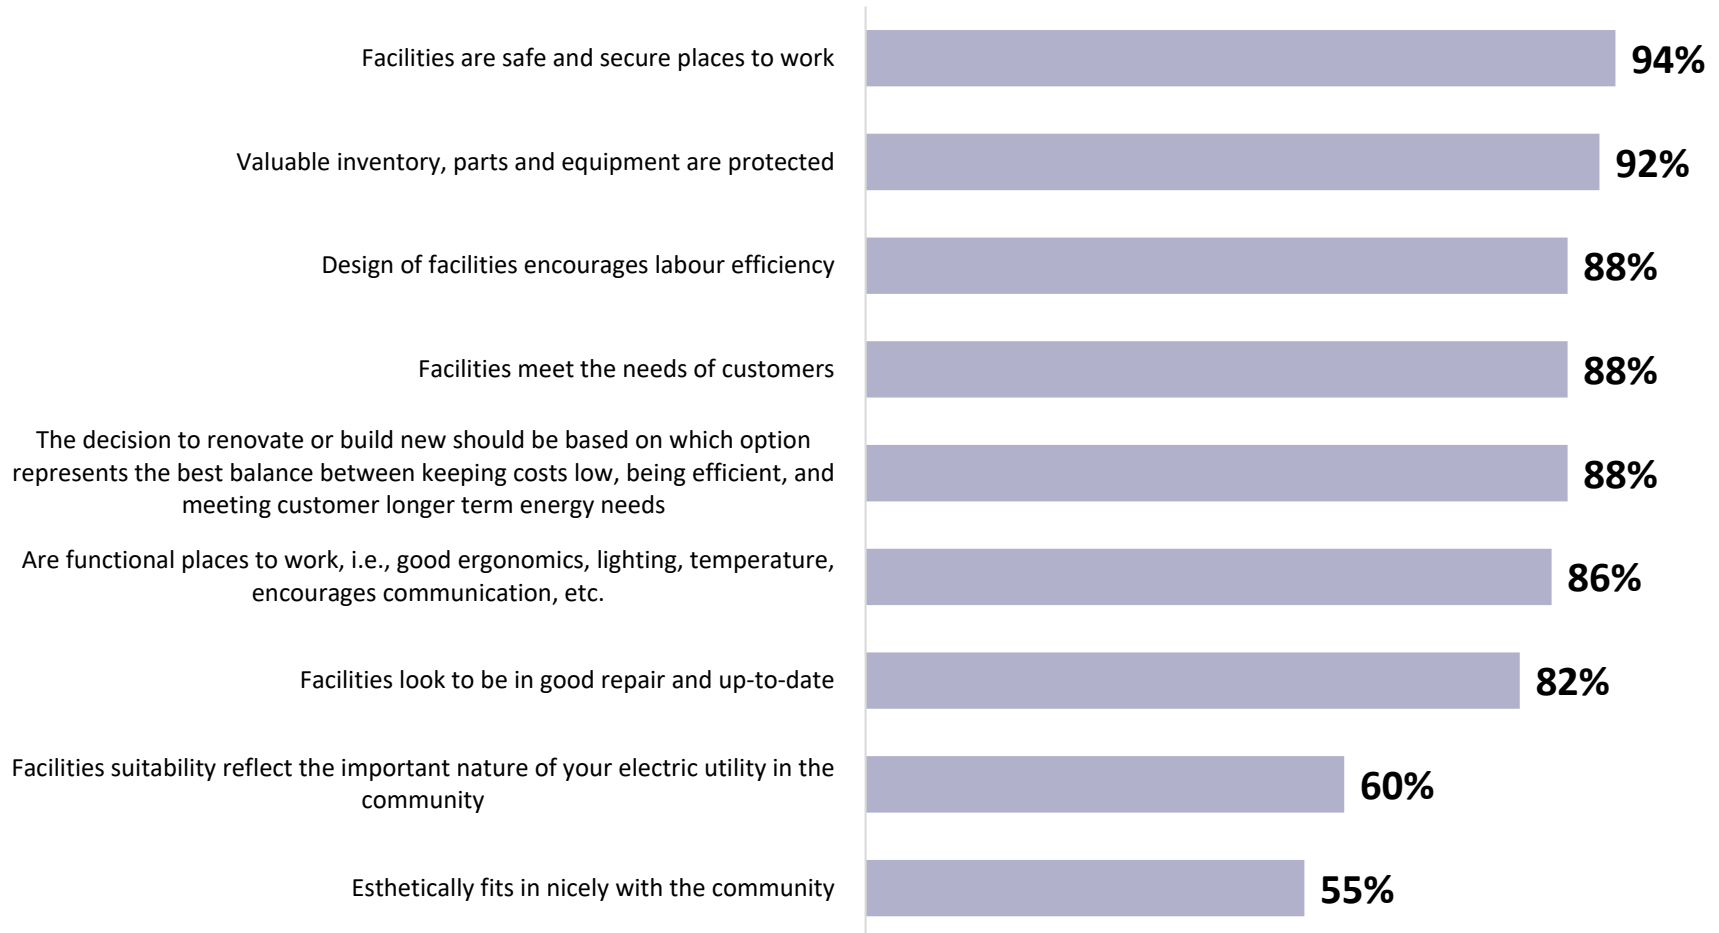 Facilities are safe and secure places to work
94%
Valuable inventory, parts and equipment are protected
92%
Design of facilities encourages labour efficiency
88%
Facilities meet the needs of customers
88%
The decision to renovate or build new should be based on which option
represents the best balance between keeping costs low, being efficient, and
meeting customer longer term energy needs
88%
Are functional places to work, i.e., good ergonomics, lighting, temperature,
encourages communication, etc.
86%
Facilities look to be in good repair and up-to-date
82%
Facilities suitability reflect the important nature of your electric utility in the
community
60%
Esthetically fits in nicely with the community
55%